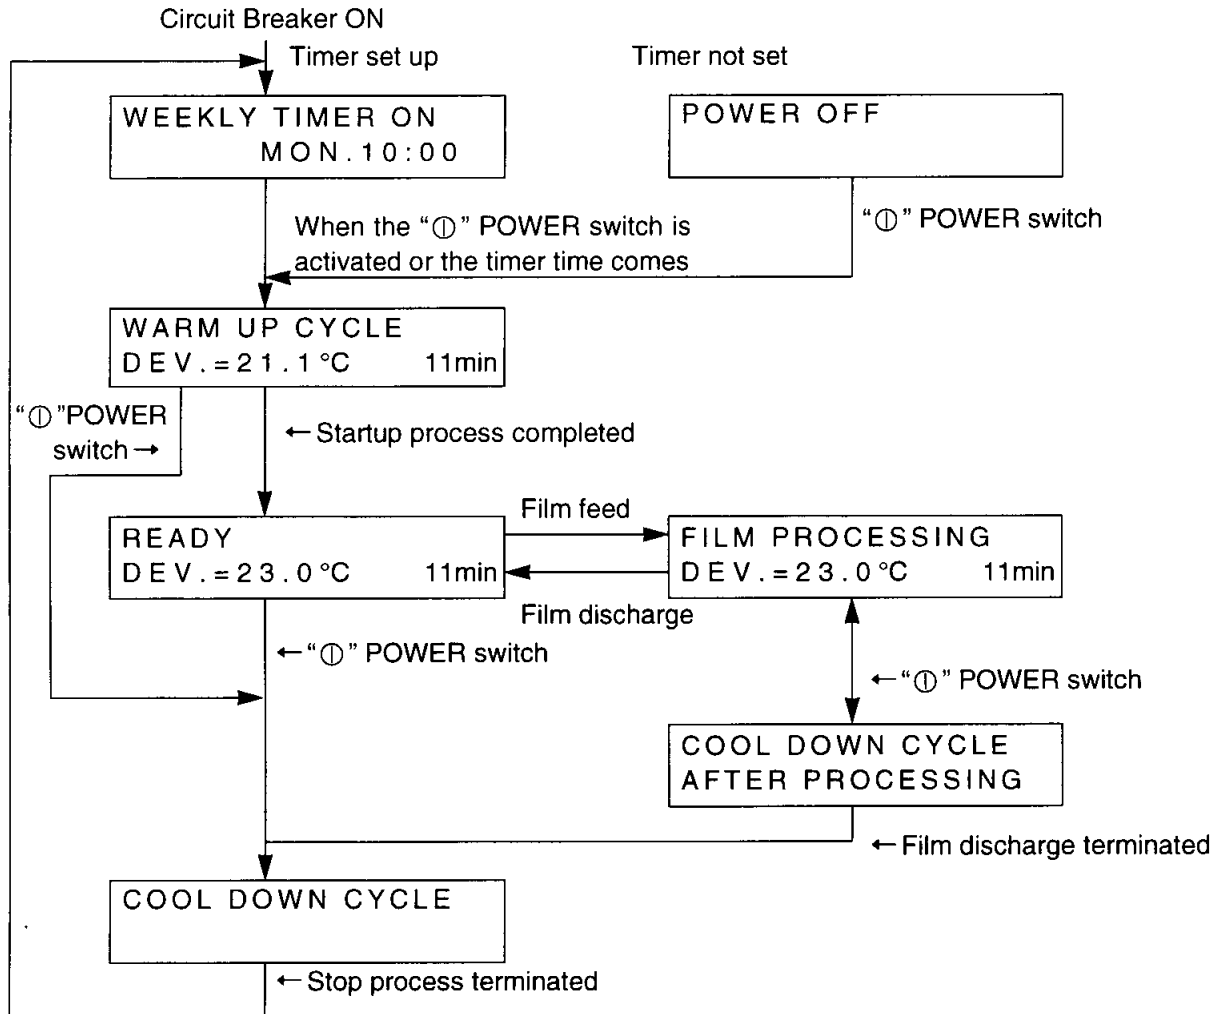 Circuit Breaker ON
Timer set up
Timer not set
WEEKLY TIMER ON
MON.10:00
POWER OFF
When the “⏼” POWER switch is
activated or the timer time comes
“⏼” POWER switch
WARM UP CYCLE
DEV.=21.1°C 11min
“⏼”POWER
switch→
←Startup process completed
READY
DEV.=23.0°C 11min
Film feed
FILM PROCESSING
DEV.=23.0°C 11min
Film discharge
←“⏼” POWER switch
←“⏼” POWER switch
COOL DOWN CYCLE
AFTER PROCESSING
←Film discharge terminated
COOL DOWN CYCLE
←Stop process terminated